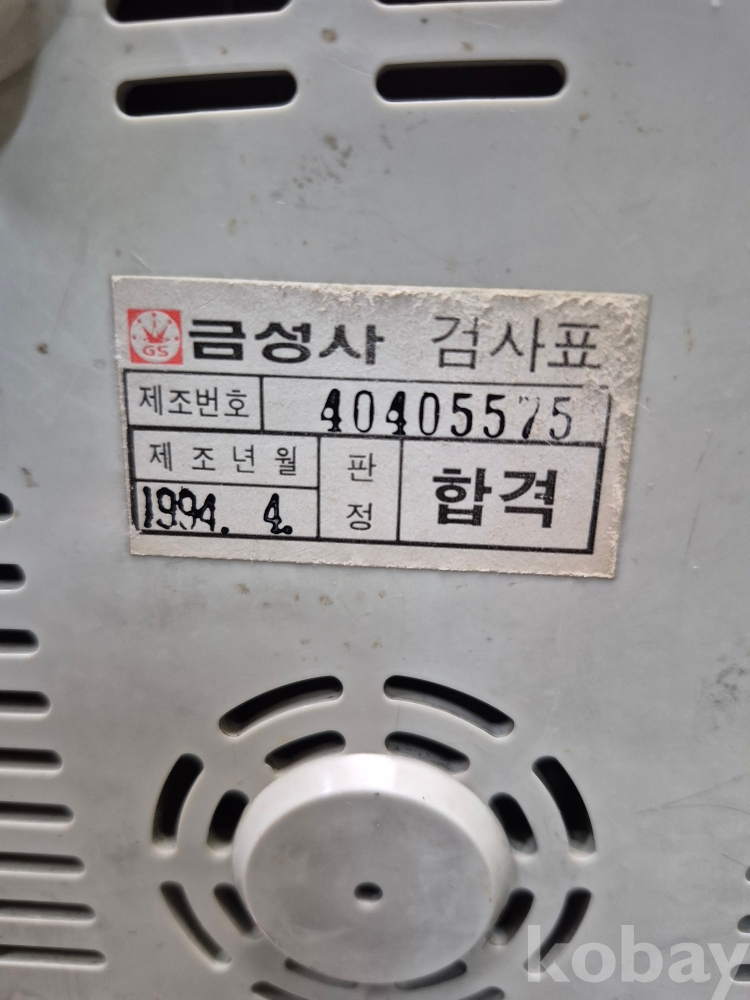 GS 금성사 검사표
제조번호 40405575
제조년월 판정 합격
1994. 4.
kobay